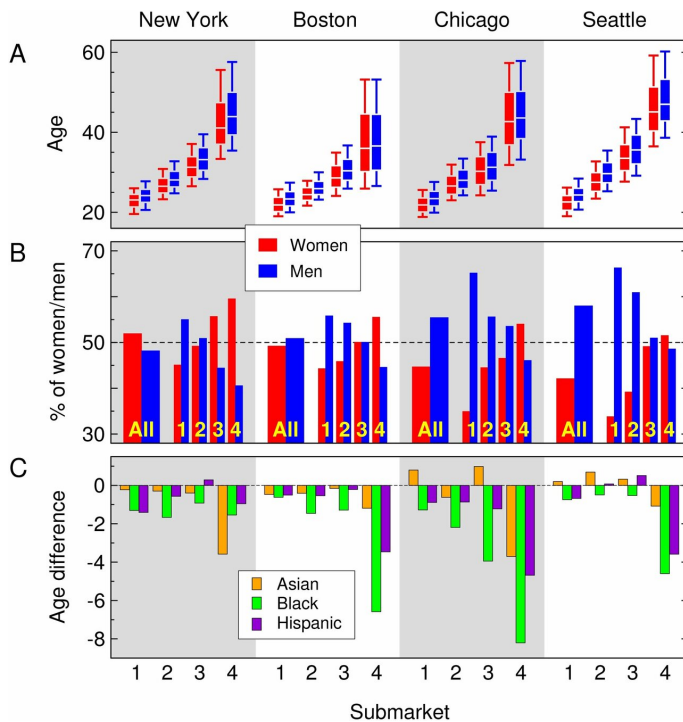 New York Boston Chicago Seattle
A
Age
60
40
20
Women
Men
B
% of women/men
70
50
30
All 1 2 3 4 All 1 2 3 4 All 1 2 3 4 All 1 2 3 4
C
Age difference
0
-2
-4
-6
-8
Asian
Black
Hispanic
1 2 3 4 1 2 3 4 1 2 3 4 1 2 3 4
Submarket